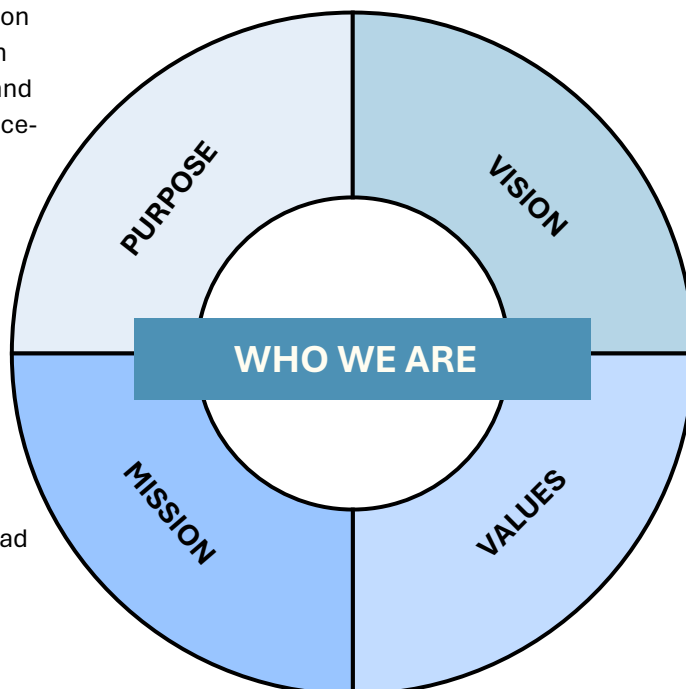 on
and
ce-
PURPOSE
VISION
WHO WE ARE
MISSION
VALUES
ad